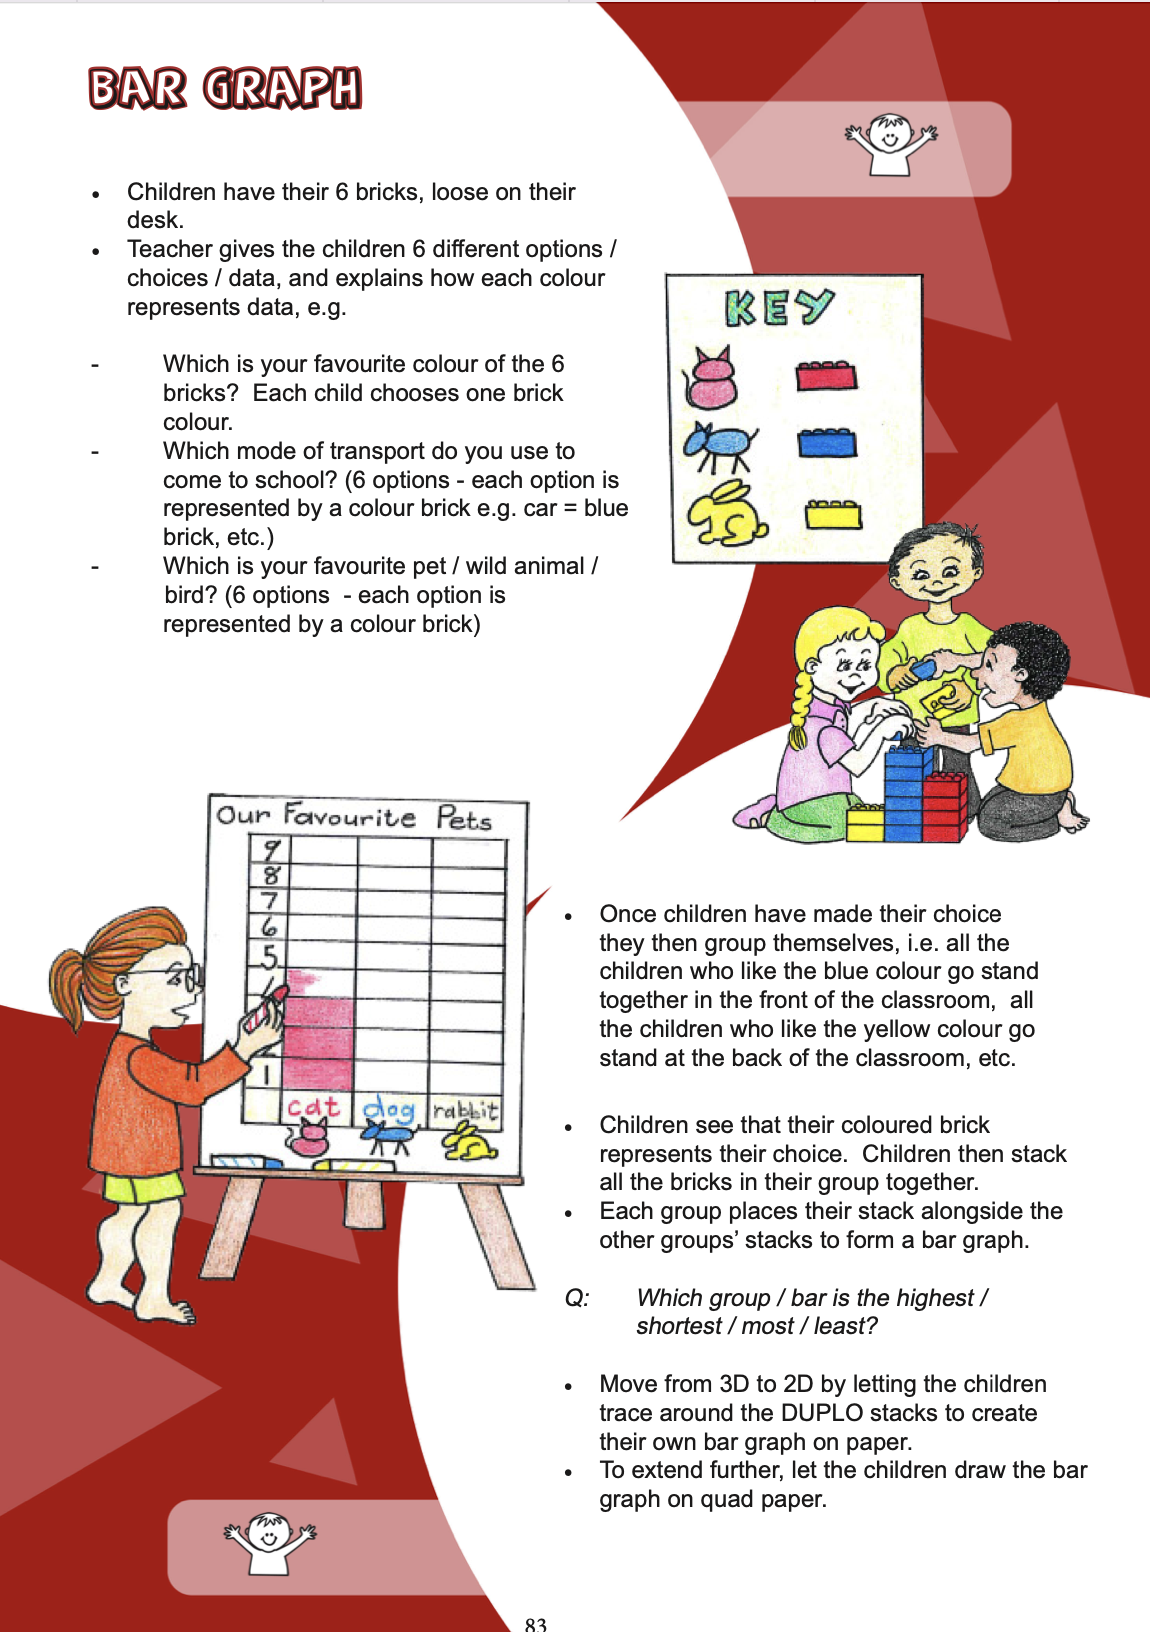 BAR GRAPH
• Children have their 6 bricks, loose on their
desk.
• Teacher gives the children 6 different options /
choices / data, and explains how each colour
represents data, e.g.
- Which is your favourite colour of the 6
bricks?  Each child chooses one brick
colour.
- Which mode of transport do you use to
come to school? (6 options - each option is
represented by a colour brick e.g. car = blue
brick, etc.)
- Which is your favourite pet / wild animal /
bird? (6 options  - each option is
represented by a colour brick)
KEY
Our Favourite Pets
9
8
7
6
5
1
cat dog rabbit
• Once children have made their choice
they then group themselves, i.e. all the
children who like the blue colour go stand
together in the front of the classroom,  all
the children who like the yellow colour go
stand at the back of the classroom, etc.
• Children see that their coloured brick
represents their choice.  Children then stack
all the bricks in their group together.
• Each group places their stack alongside the
other groups’ stacks to form a bar graph.
Q: Which group / bar is the highest /
shortest / most / least?
• Move from 3D to 2D by letting the children
trace around the DUPLO stacks to create
their own bar graph on paper.
• To extend further, let the children draw the bar
graph on quad paper.
83